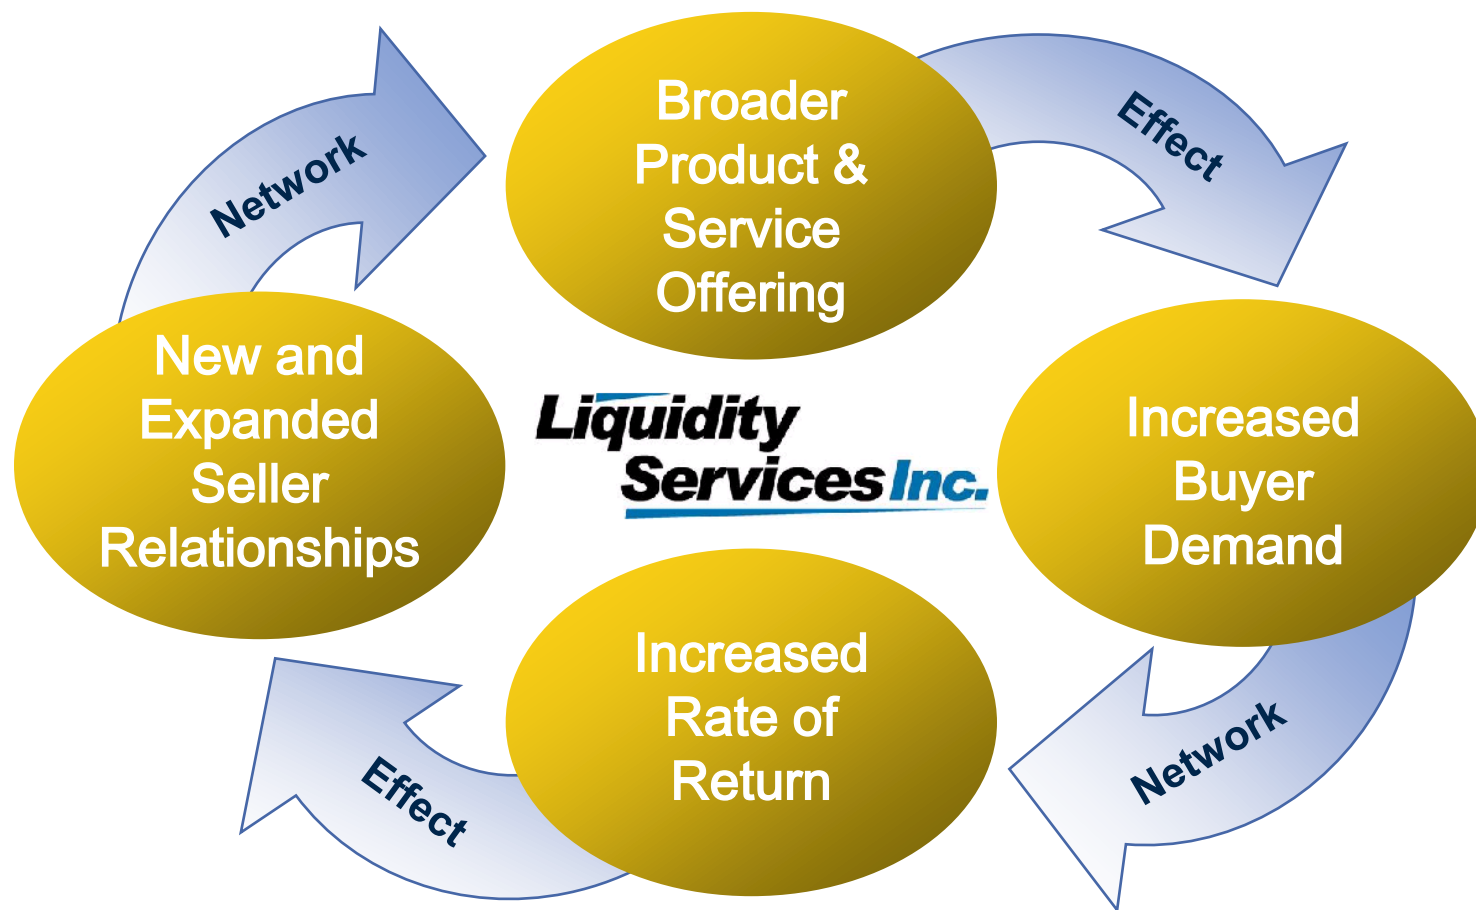 Network
Broader
Product &
Service
Offering
Effect
New and
Expanded
Seller
Relationships
Liquidity
Services Inc.
Increased
Buyer
Demand
Increased
Rate of
Return
Network
Effect